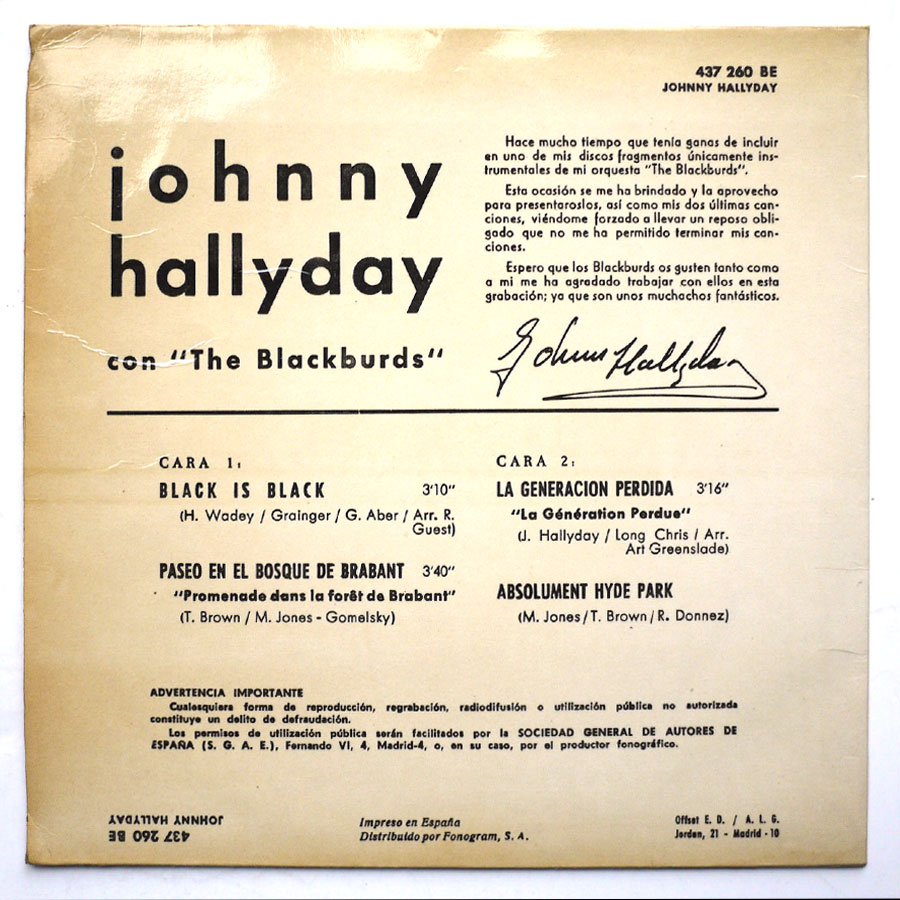 437 260 BE
JOHNNY HALLYDAY
johnny
hallyday
con "The Blackburds"
Hace mucho tiempo que tenía ganas de incluir
en uno de mis discos fragmentos únicamente ins-
trumentales de mi orquesta "The Blackburds".
Esta ocasión se me ha brindado y la aprovecho
para presentaroslos, así como mis dos últimas can-
ciones, viéndome forzado a llevar un reposo obli-
gado que no me ha permitido terminar mis can-
ciones.
Espero que los Blackburds os gusten tanto como
a mi me ha agradado trabajar con ellos en esta
grabación; ya que son unos muchachos fantásticos.
Johnny Hallyday
CARA 1:
BLACK IS BLACK 3'10"
(H. Wadey / Grainger / G. Aber / Arr. R.
Guest)
PASEO EN EL BOSQUE DE BRABANT 3'40"
"Promenade dans la forêt de Brabant"
(T. Brown / M. Jones - Gomelsky)
CARA 2:
LA GENERACION PERDIDA 3'16"
"La Génération Perdue"
(J. Hallyday / Long Chris / Arr.
Art Greenslade)
ABSOLUMENT HYDE PARK
(M. Jones / T. Brown / R. Donnez)
ADVERTENCIA IMPORTANTE
Cualesquiera forma de reproducción, regrabación, radiodifusión o utilización pública no autorizada
constituye un delito de defraudación.
Los permisos de utilización pública serán facilitados por la SOCIEDAD GENERAL DE AUTORES DE
ESPAÑA (S. G. A. E.), Fernando VI, 4, Madrid-4, o, en su caso, por el productor fonográfico.
437 260 BE
JOHNNY HALLYDAY
Impreso en España
Distribuido por Fonogram, S. A.
Offset E. D. / A. L. G.
Jordan, 21 - Madrid - 10